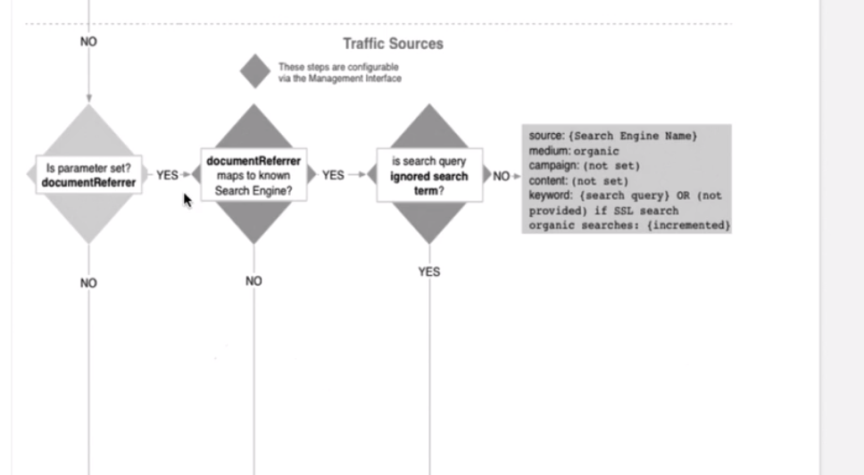 NO
Traffic Sources
These steps are configurable
via the Management Interface
Is parameter set?
documentReferrer
YES
documentReferrer
maps to known
Search Engine?
YES
is search query
ignored search
term?
NO
source: {Search Engine Name}
medium: organic
campaign: (not set)
content: (not set)
keyword: {search query} OR (not
provided) if SSL search
organic searches: {incremented}
NO
NO
YES